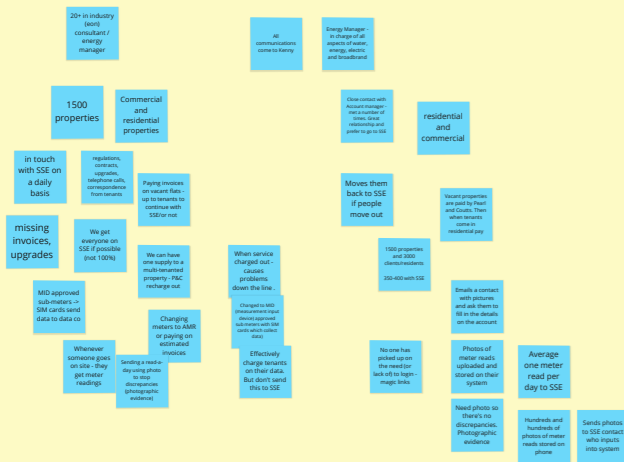 20+ in industry
(eon)
consultant /
energy
manager
All
communications
come to Kenny
Energy Manager -
in charge of all
aspects of water,
energy, electric
and broadbrand
1500
properties
Commercial
and
residential
properties
Close contact with
Account manager -
met a number of
times. Great
relationship and
prefer to go to SSE
residential
and
commercial
in touch
with SSE on
a daily
basis
regulations,
contracts,
upgrades,
telephone calls,
correspondence
from tenants
Paying invoices
on vacant flats -
up to tenants to
continue with
SSE/or not
Moves them
back to SSE
if people
move out
Vacant properties
are paid by Pearl
and Coutts. Then
when tenants
come in
residential pay
missing
invoices,
upgrades
We get
everyone on
SSE if possible
(not 100%)
We can have
one supply to a
multi-tenanted
property - P&C
recharge out
When service
charged out -
causes
problems
down the line .
1500 properties
and 3000
clients/residents
350-400 with SSE
MID approved
sub-meters ->
SIM cards send
data to data co
Changing
meters to AMR
or paying on
estimated
invoices
Changed to MID
(measurement input
device) approved
sub-meters with SIM
cards which collect
data)
Emails a contact
with pictures
and ask them to
fill in the details
on the account
Whenever
someone goes
on site - they
get meter
readings
Sending a read-a-
day using photo
to stop
discrepancies
(photographic
evidence)
Effectively
charge tenants
on their data.
But don't send
this to SSE
No one has
picked up on
the need (or
lack of) to login -
magic links
Photos of
meter reads
uploaded and
stored on their
system
Average
one meter
read per
day to SSE
Need photo so
there's no
discrepancies.
Photographic
evidence
Hundreds and
hundreds of
photos of meter
reads stored on
phone
Sends photos
to SSE contact
who inputs
into system